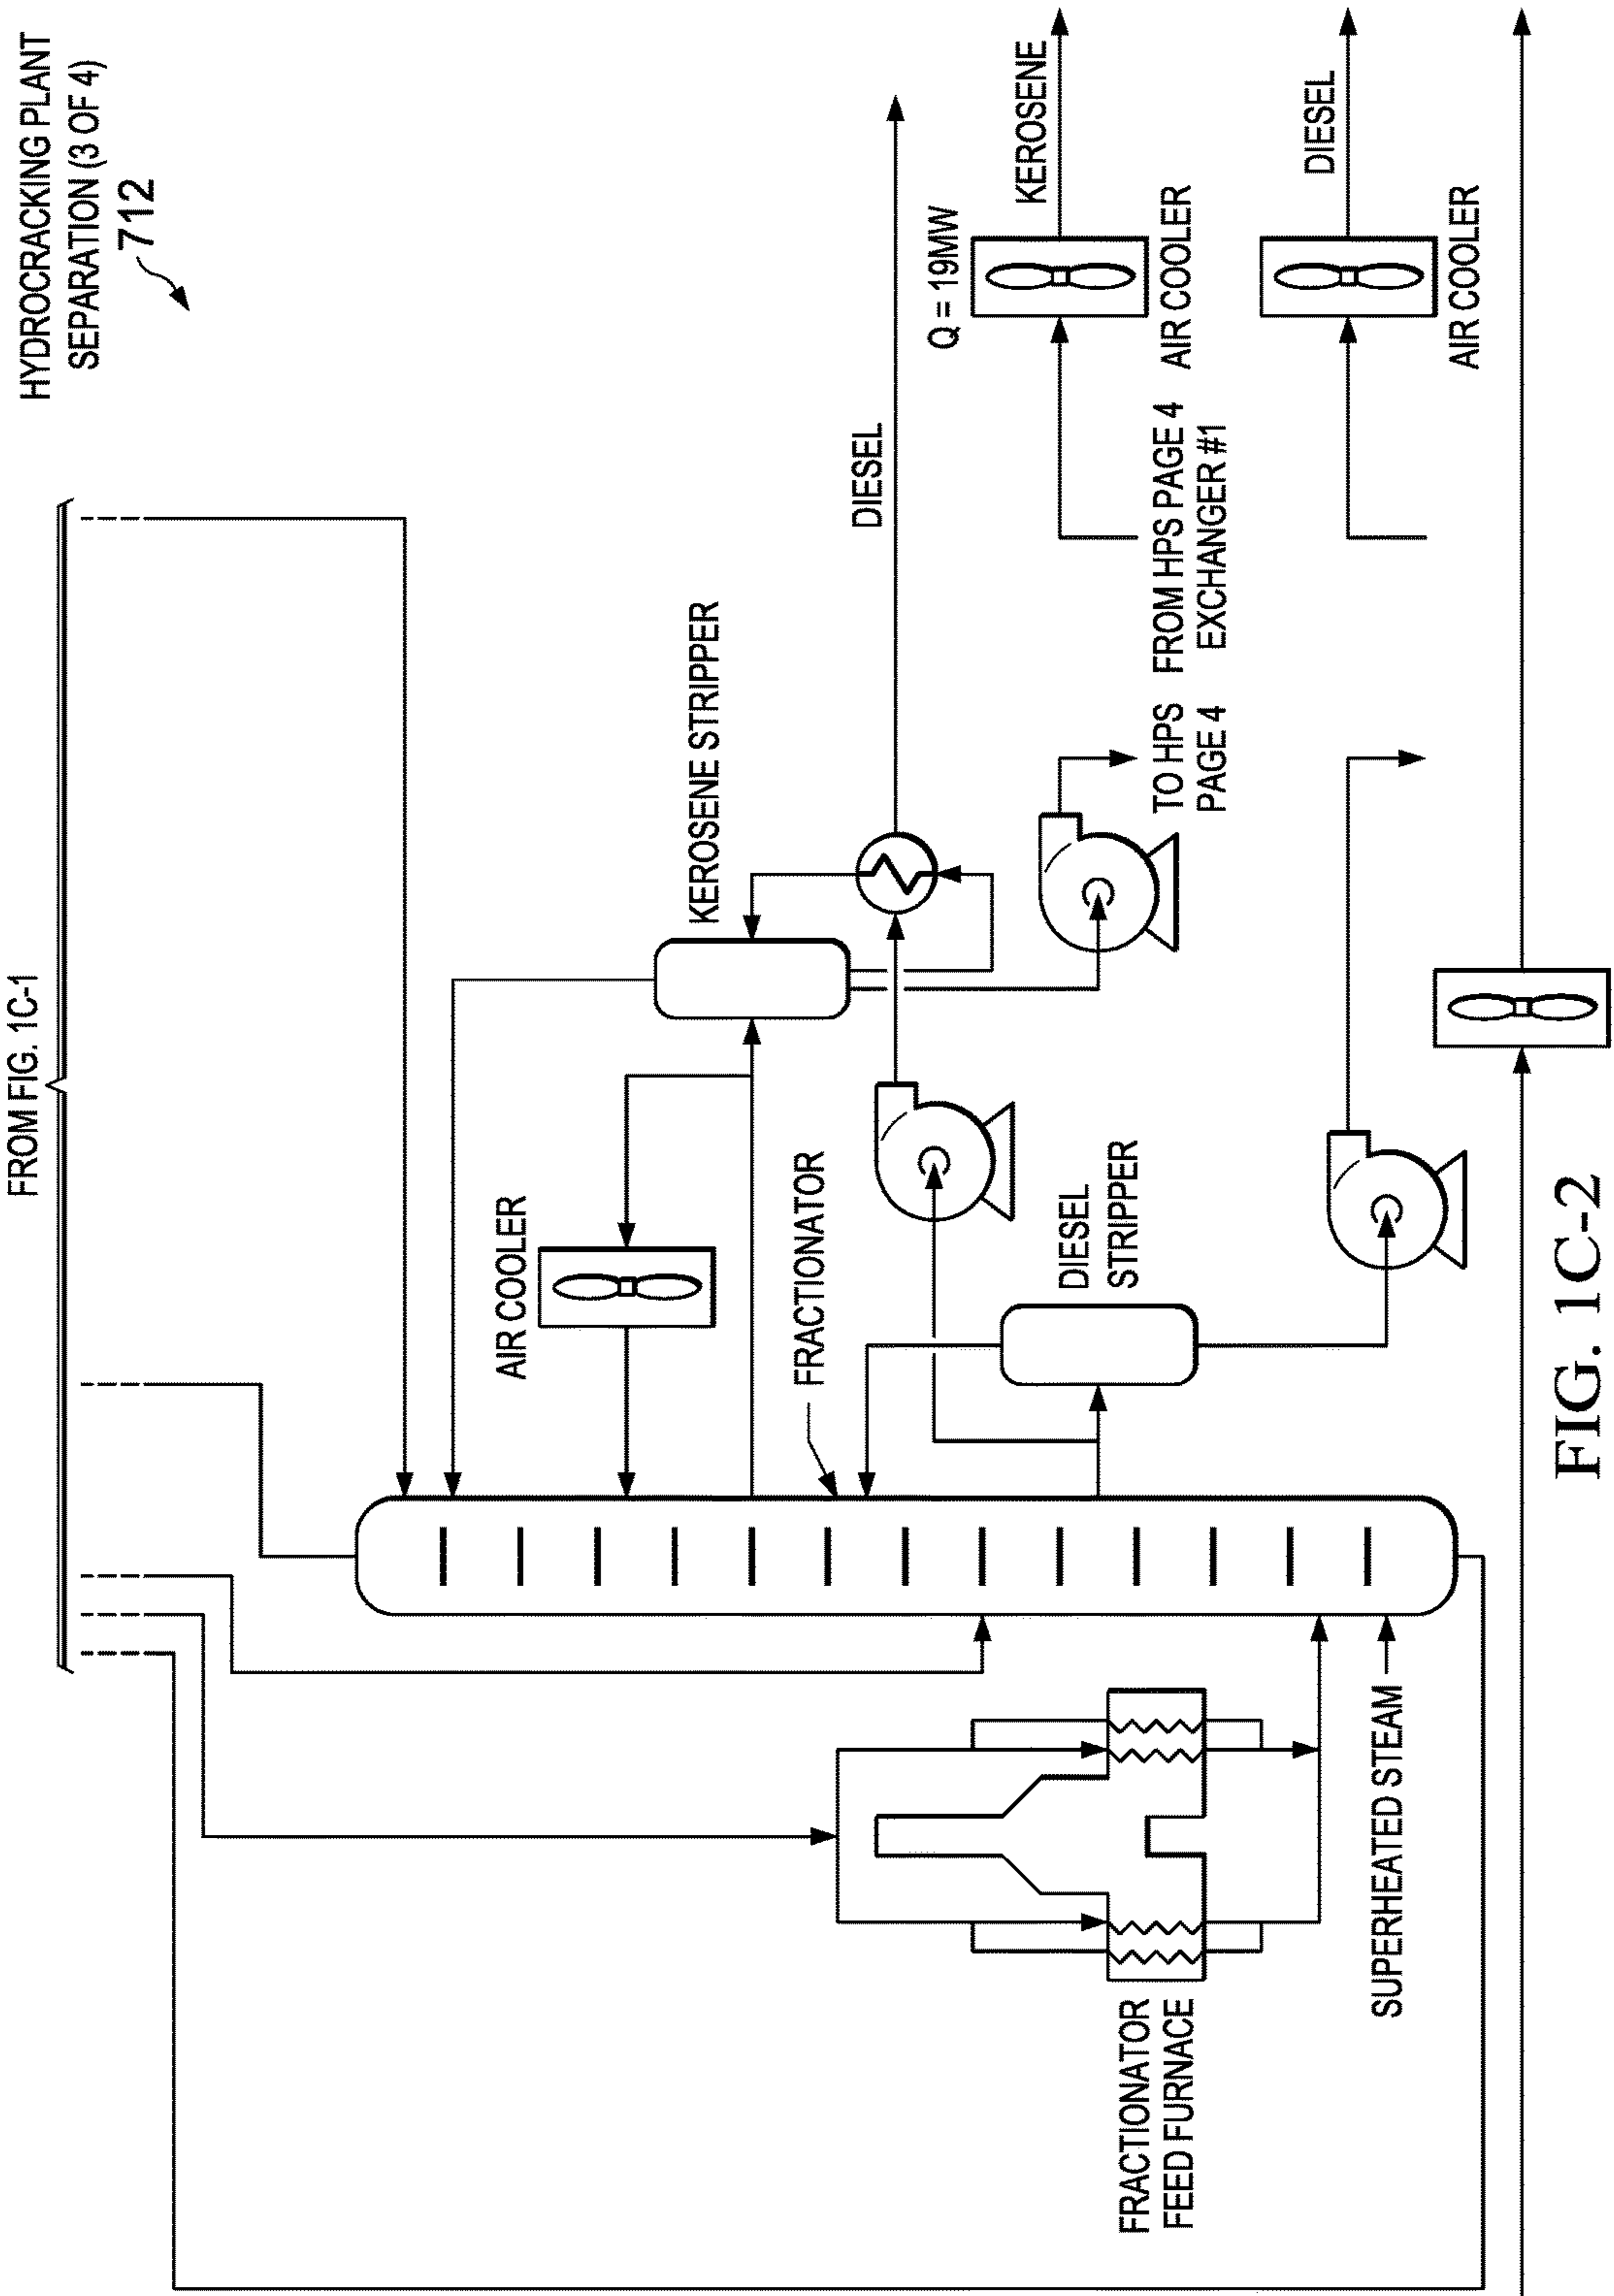 HYDROCRACKING PLANT
SEPARATION (3 OF 4)
712
FROM FIG. 1C-1
AIR COOLER
KEROSENE STRIPPER
FRACTIONATOR
DIESEL
DIESEL
STRIPPER
Q = 19MW
KEROSENE
AIR COOLER
TO HPS
PAGE 4
FROM HPS PAGE 4
EXCHANGER #1
DIESEL
AIR COOLER
FRACTIONATOR
FEED FURNACE
SUPERHEATED STEAM
FIG. 1C-2